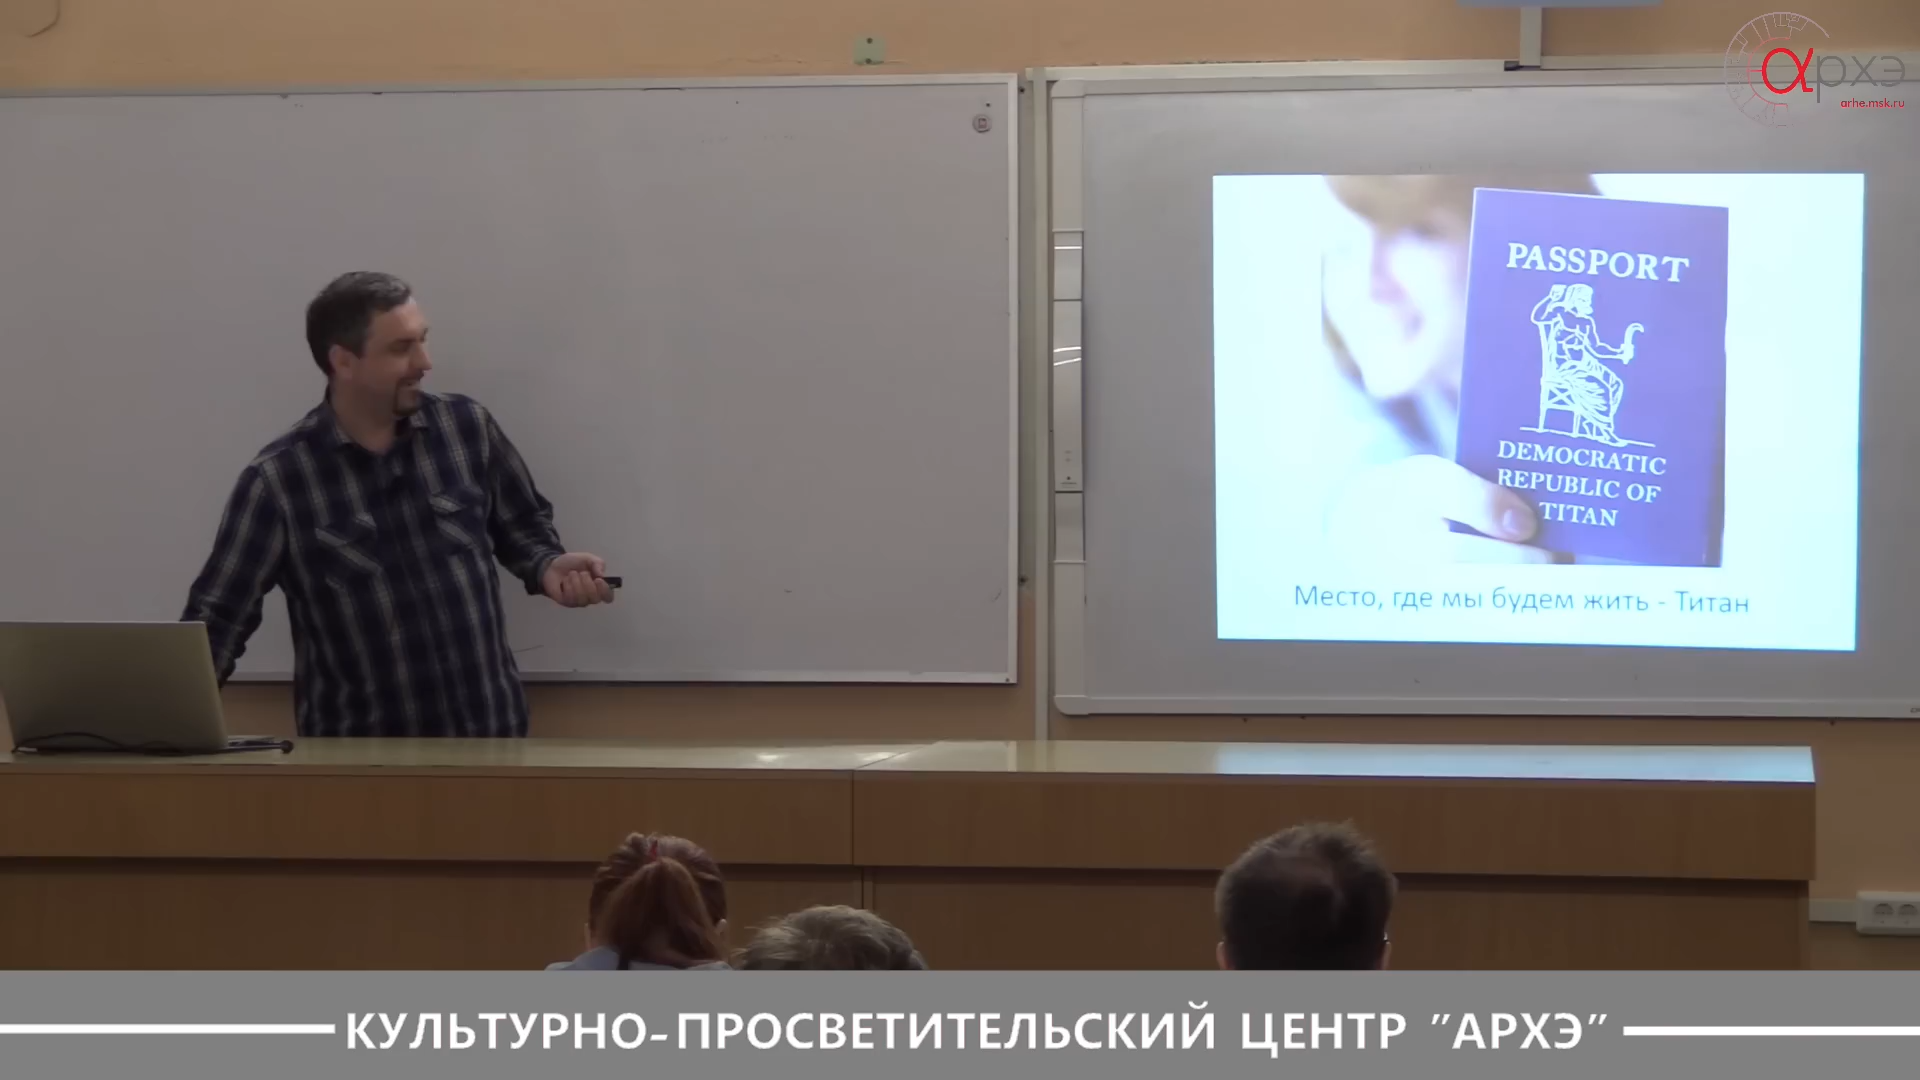 αрхэ
arhe.msk.ru
PASSPORT
DEMOCRATIC
REPUBLIC OF
TITAN
Место, где мы будем жить - Титан
КУЛЬТУРНО-ПРОСВЕТИТЕЛЬСКИЙ ЦЕНТР "АРХЭ"